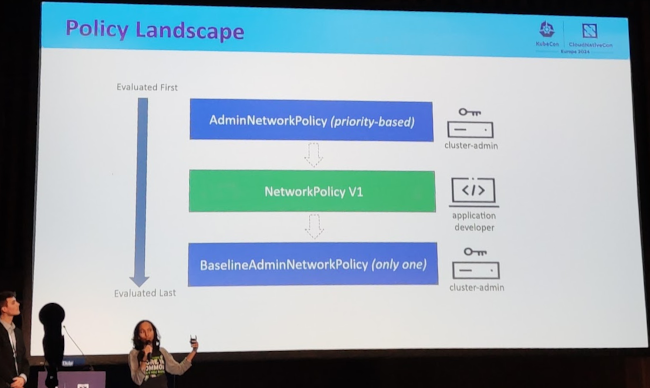 Policy Landscape
KubeCon
CloudNativeCon
Europe 2024
Evaluated First
AdminNetworkPolicy (priority-based)
cluster-admin
NetworkPolicy V1
</>
application
developer
BaselineAdminNetworkPolicy (only one)
cluster-admin
Evaluated Last